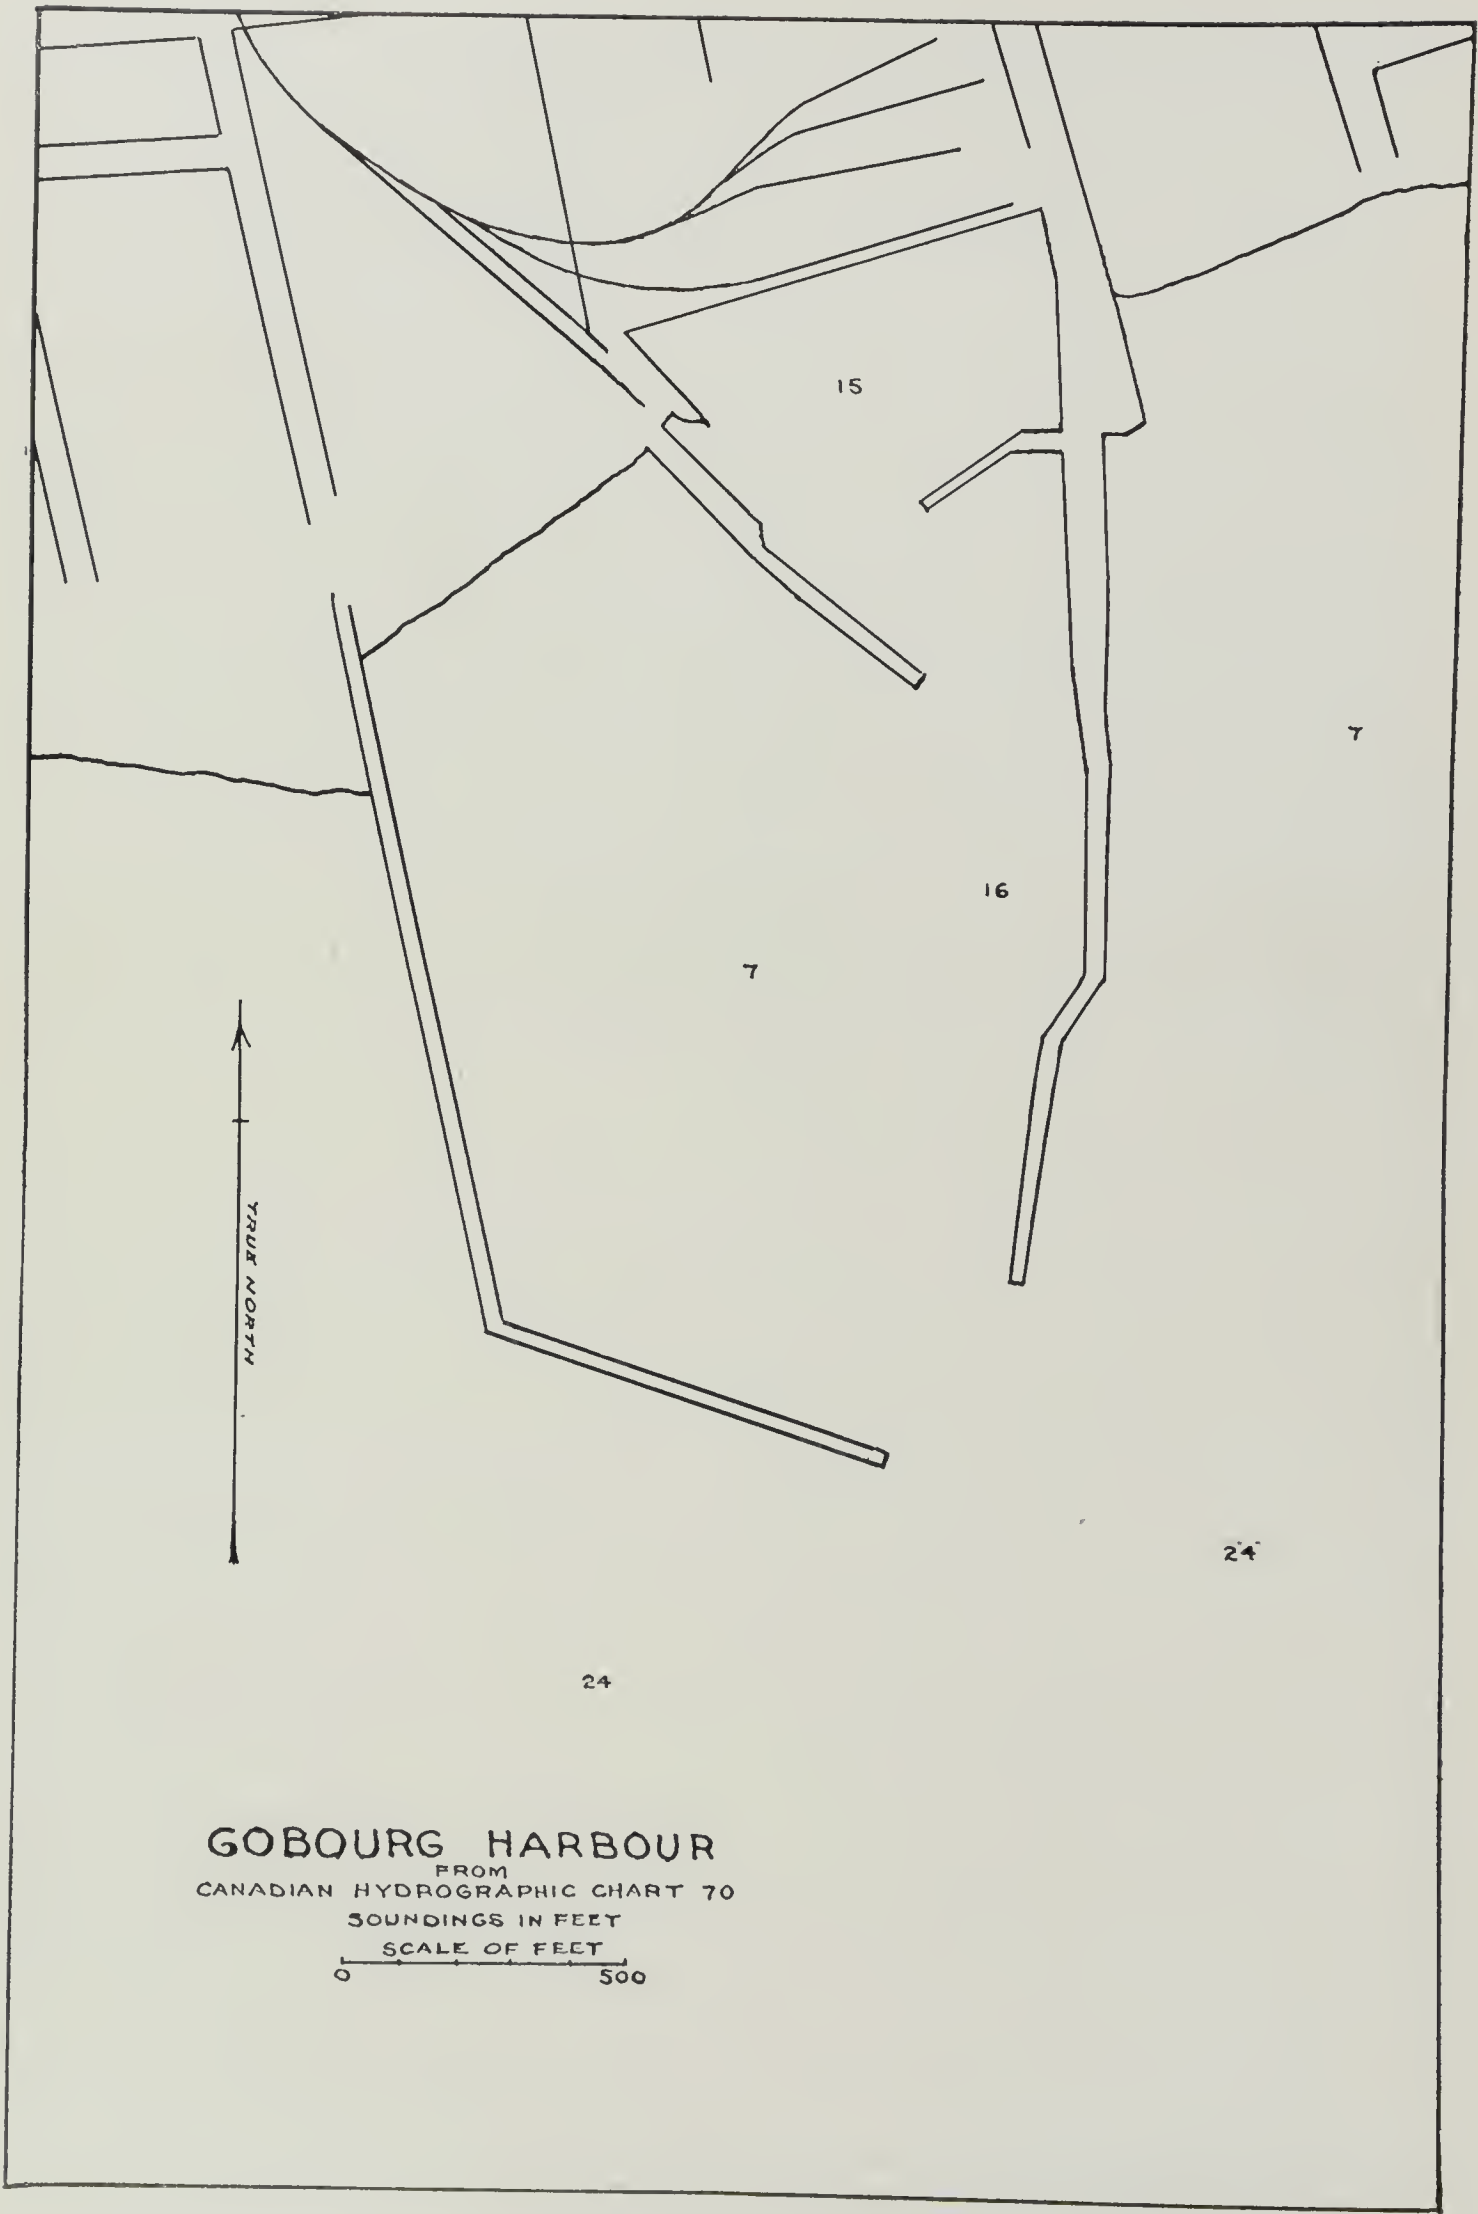 15
7
16
7
TRUE NORTH
24
24
GOBOURG HARBOUR
FROM
CANADIAN HYDROGRAPHIC CHART 70
SOUNDINGS IN FEET
SCALE OF FEET
0 500